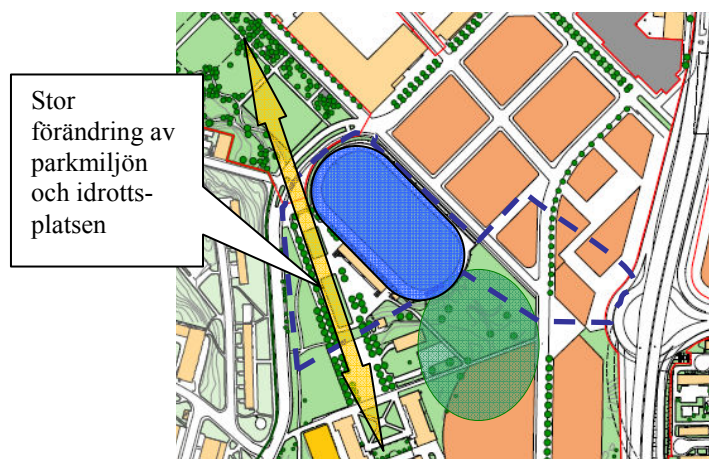 Stor
förändring av
parkmiljön
och idrotts-
platsen